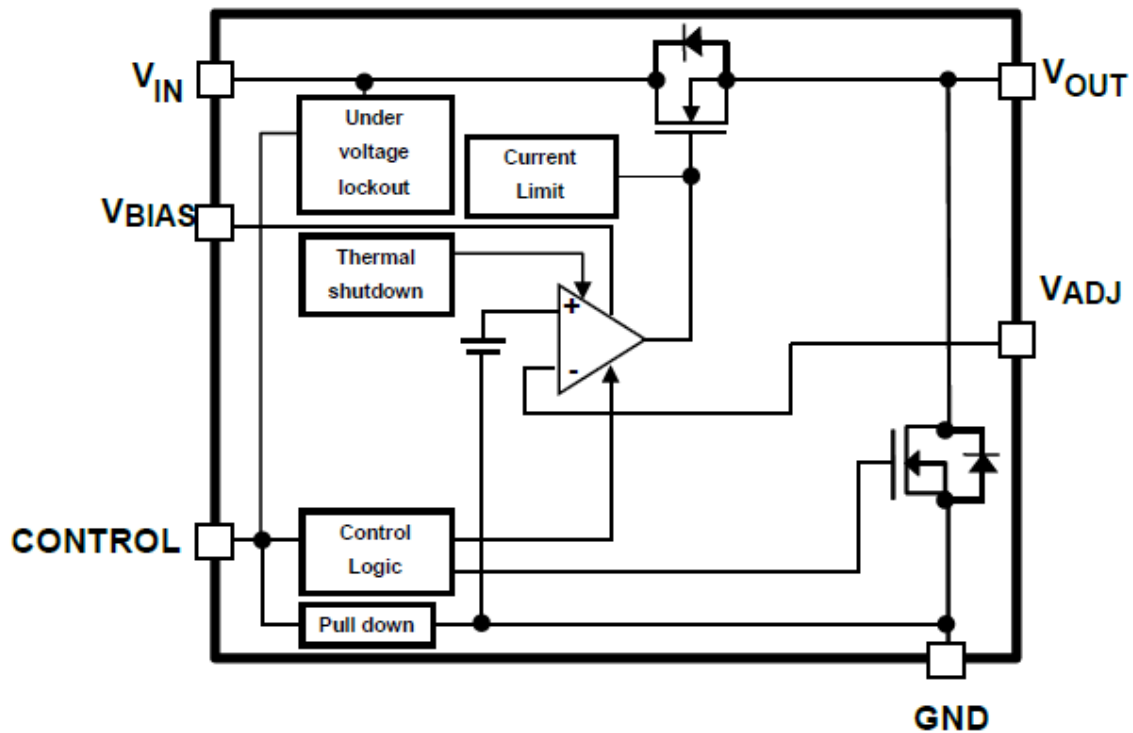 VIN
VOUT
Under
voltage
lockout
Current
Limit
VBIAS
Thermal
shutdown
VADJ
+
-
CONTROL
Control
Logic
Pull down
GND